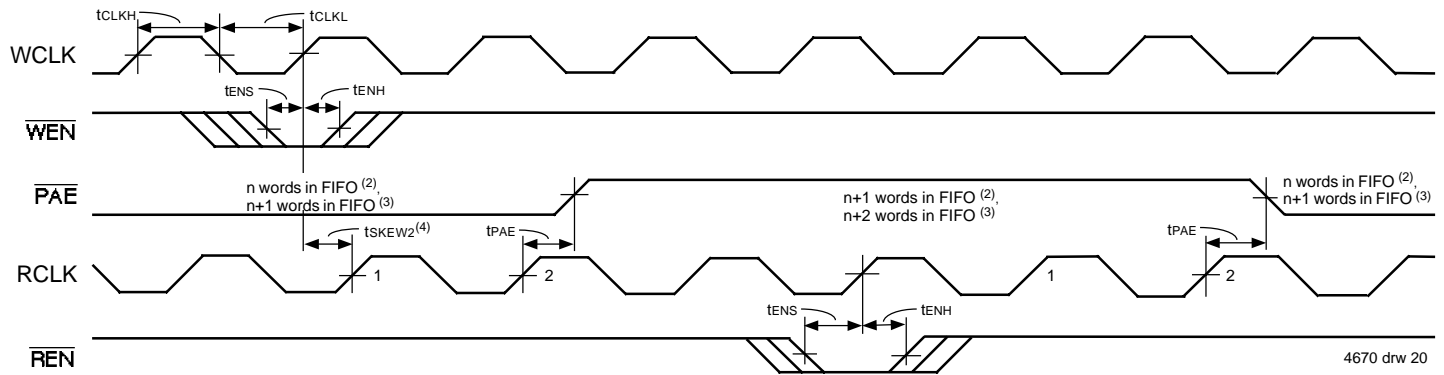 tCLKH
tCLKL
WCLK
tENS
tENH
WEN
PAE
n words in FIFO (2),
n+1 words in FIFO (3)
n+1 words in FIFO (2),
n+2 words in FIFO (3)
n words in FIFO (2),
n+1 words in FIFO (3)
tSKEW2(4)
tPAE
tPAE
RCLK
1
2
1
2
tENS
tENH
REN
4670 drw 20